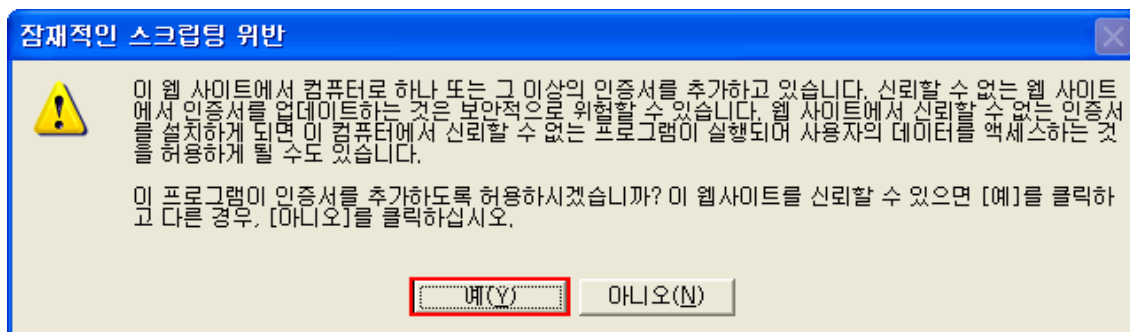 잠재적인 스크립팅 위반
이 웹 사이트에서 컴퓨터로 하나 또는 그 이상의 인증서를 추가하고 있습니다. 신뢰할 수 없는 웹 사이트
에서 인증서를 업데이트하는 것은 보안적으로 위험할 수 있습니다. 웹 사이트에서 신뢰할 수 없는 인증서
를 설치하게 되면 이 컴퓨터에서 신뢰할 수 없는 프로그램이 실행되어 사용자의 데이터를 액세스하는 것
을 허용하게 될 수도 있습니다.
이 프로그램이 인증서를 추가하도록 허용하시겠습니까? 이 웹사이트를 신뢰할 수 있으면 [예]를 클릭하
고 다른 경우, [아니오]를 클릭하십시오.
예(Y) 아니오(N)